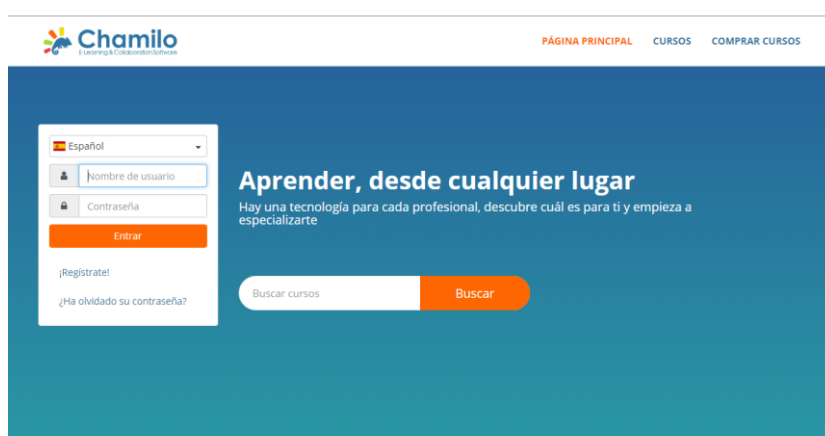 Chamilo
E-Learning & Collaboration Software
PÁGINA PRINCIPAL CURSOS COMPRAR CURSOS
Español
Nombre de usuario
Contraseña
Entrar
¡Regístrate!
¿Ha olvidado su contraseña?
Aprender, desde cualquier lugar
Hay una tecnología para cada profesional, descubre cuál es para ti y empieza a
especializarte
Buscar cursos Buscar